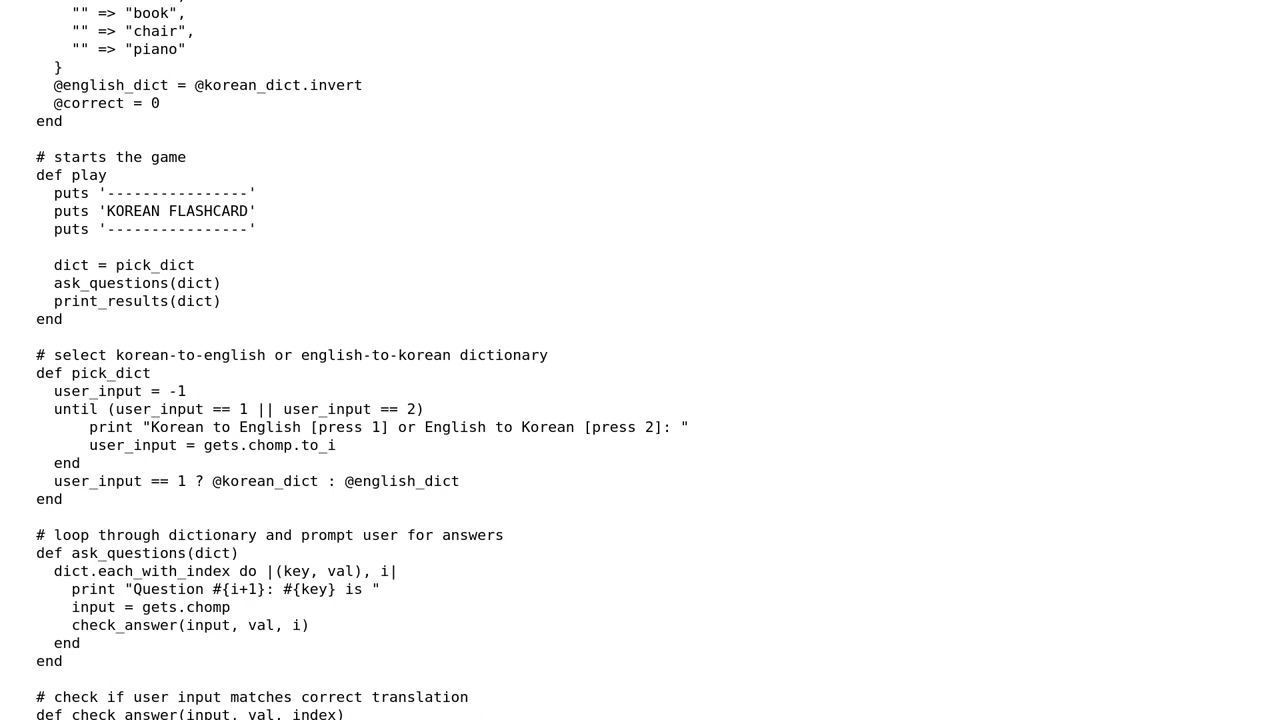 "" => "book",
    "" => "chair",
    "" => "piano"
  }
  @english_dict = @korean_dict.invert
  @correct = 0
end

# starts the game
def play
  puts '----------------'
  puts 'KOREAN FLASHCARD'
  puts '----------------'

  dict = pick_dict
  ask_questions(dict)
  print_results(dict)
end

# select korean-to-english or english-to-korean dictionary
def pick_dict
  user_input = -1
  until (user_input == 1 || user_input == 2)
      print "Korean to English [press 1] or English to Korean [press 2]: "
      user_input = gets.chomp.to_i
  end
  user_input == 1 ? @korean_dict : @english_dict
end

# loop through dictionary and prompt user for answers
def ask_questions(dict)
  dict.each_with_index do |(key, val), i|
    print "Question #{i+1}: #{key} is "
    input = gets.chomp
    check_answer(input, val, i)
  end
end

# check if user input matches correct translation
def check_answer(input, val, index)